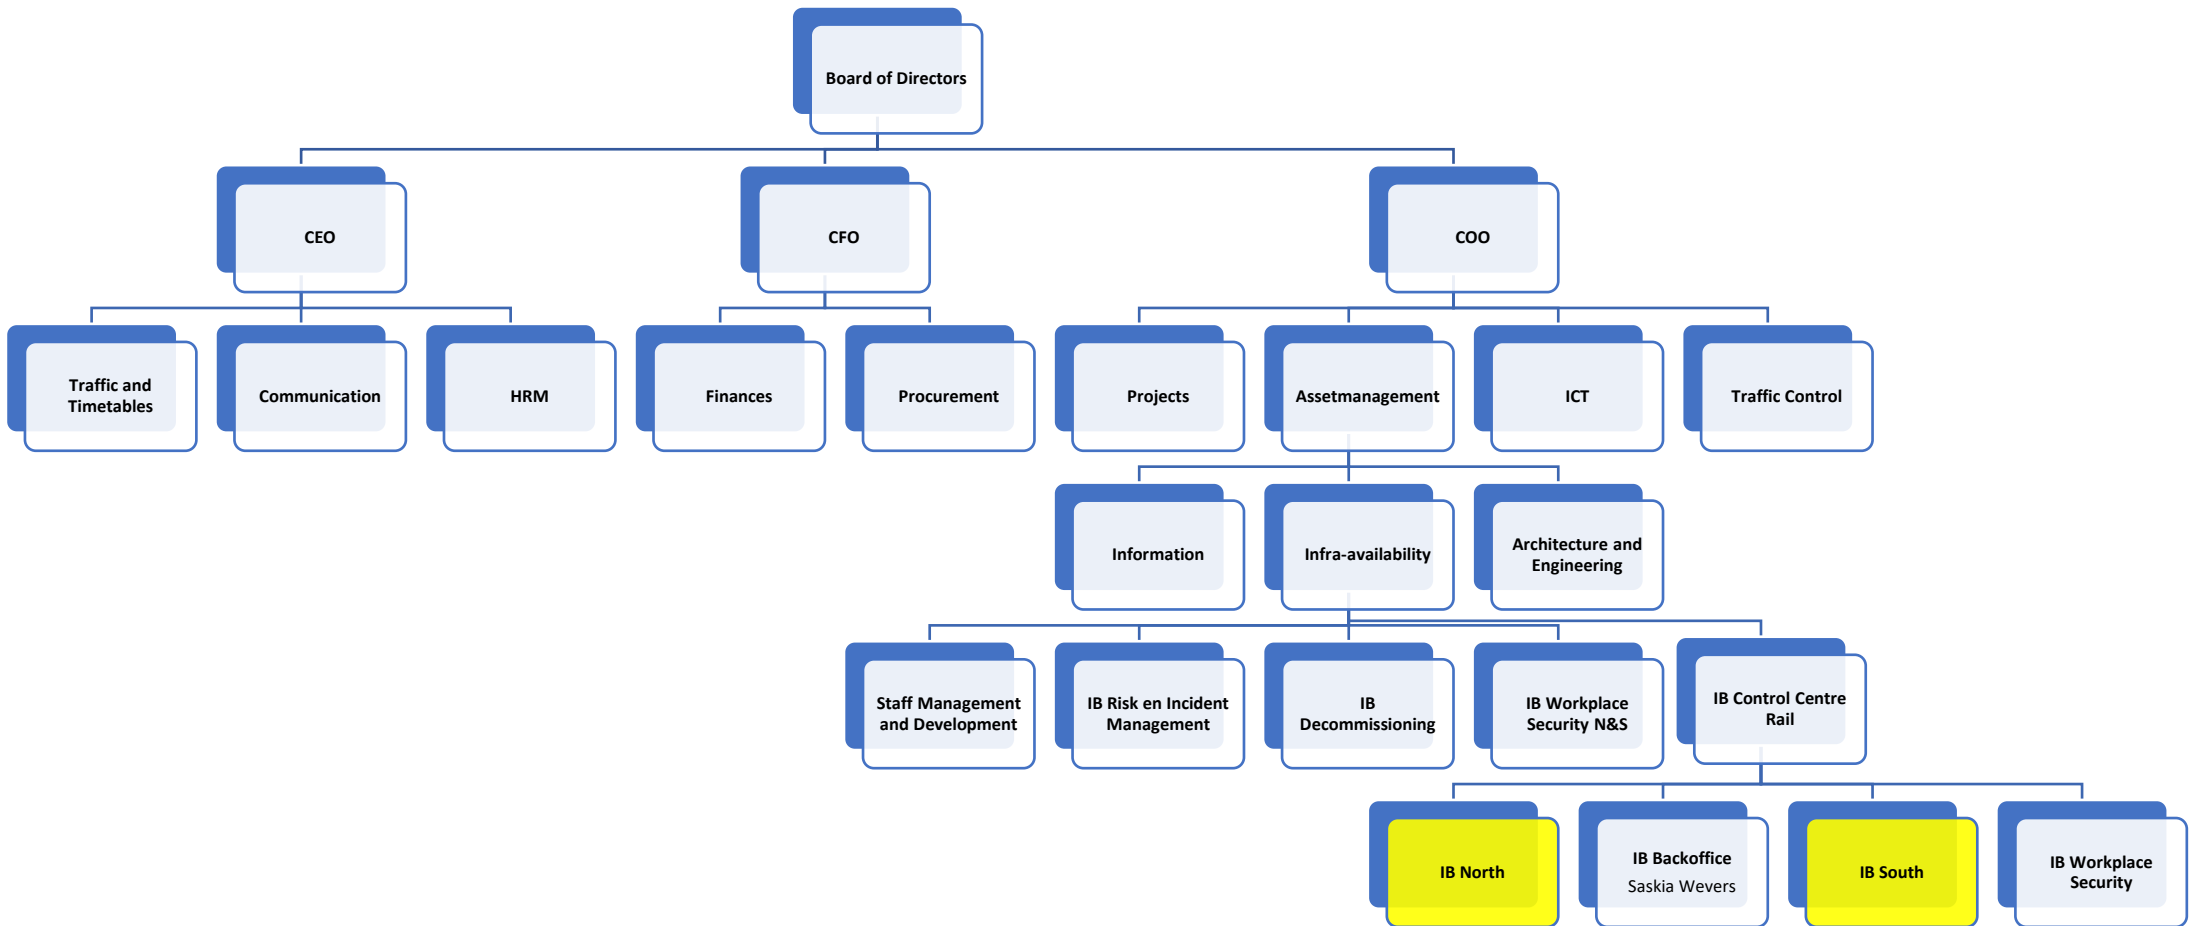 Board of Directors
CEO
CFO
COO
Traffic and
Timetables
Communication
HRM
Finances
Procurement
Projects
Assetmanagement
ICT
Traffic Control
Information
Infra-availability
Architecture and
Engineering
Staff Management
and Development
IB Risk en Incident
Management
IB
Decommissioning
IB Workplace
Security N&S
IB Control Centre
Rail
IB North
IB Backoffice
Saskia Wevers
IB South
IB Workplace
Security